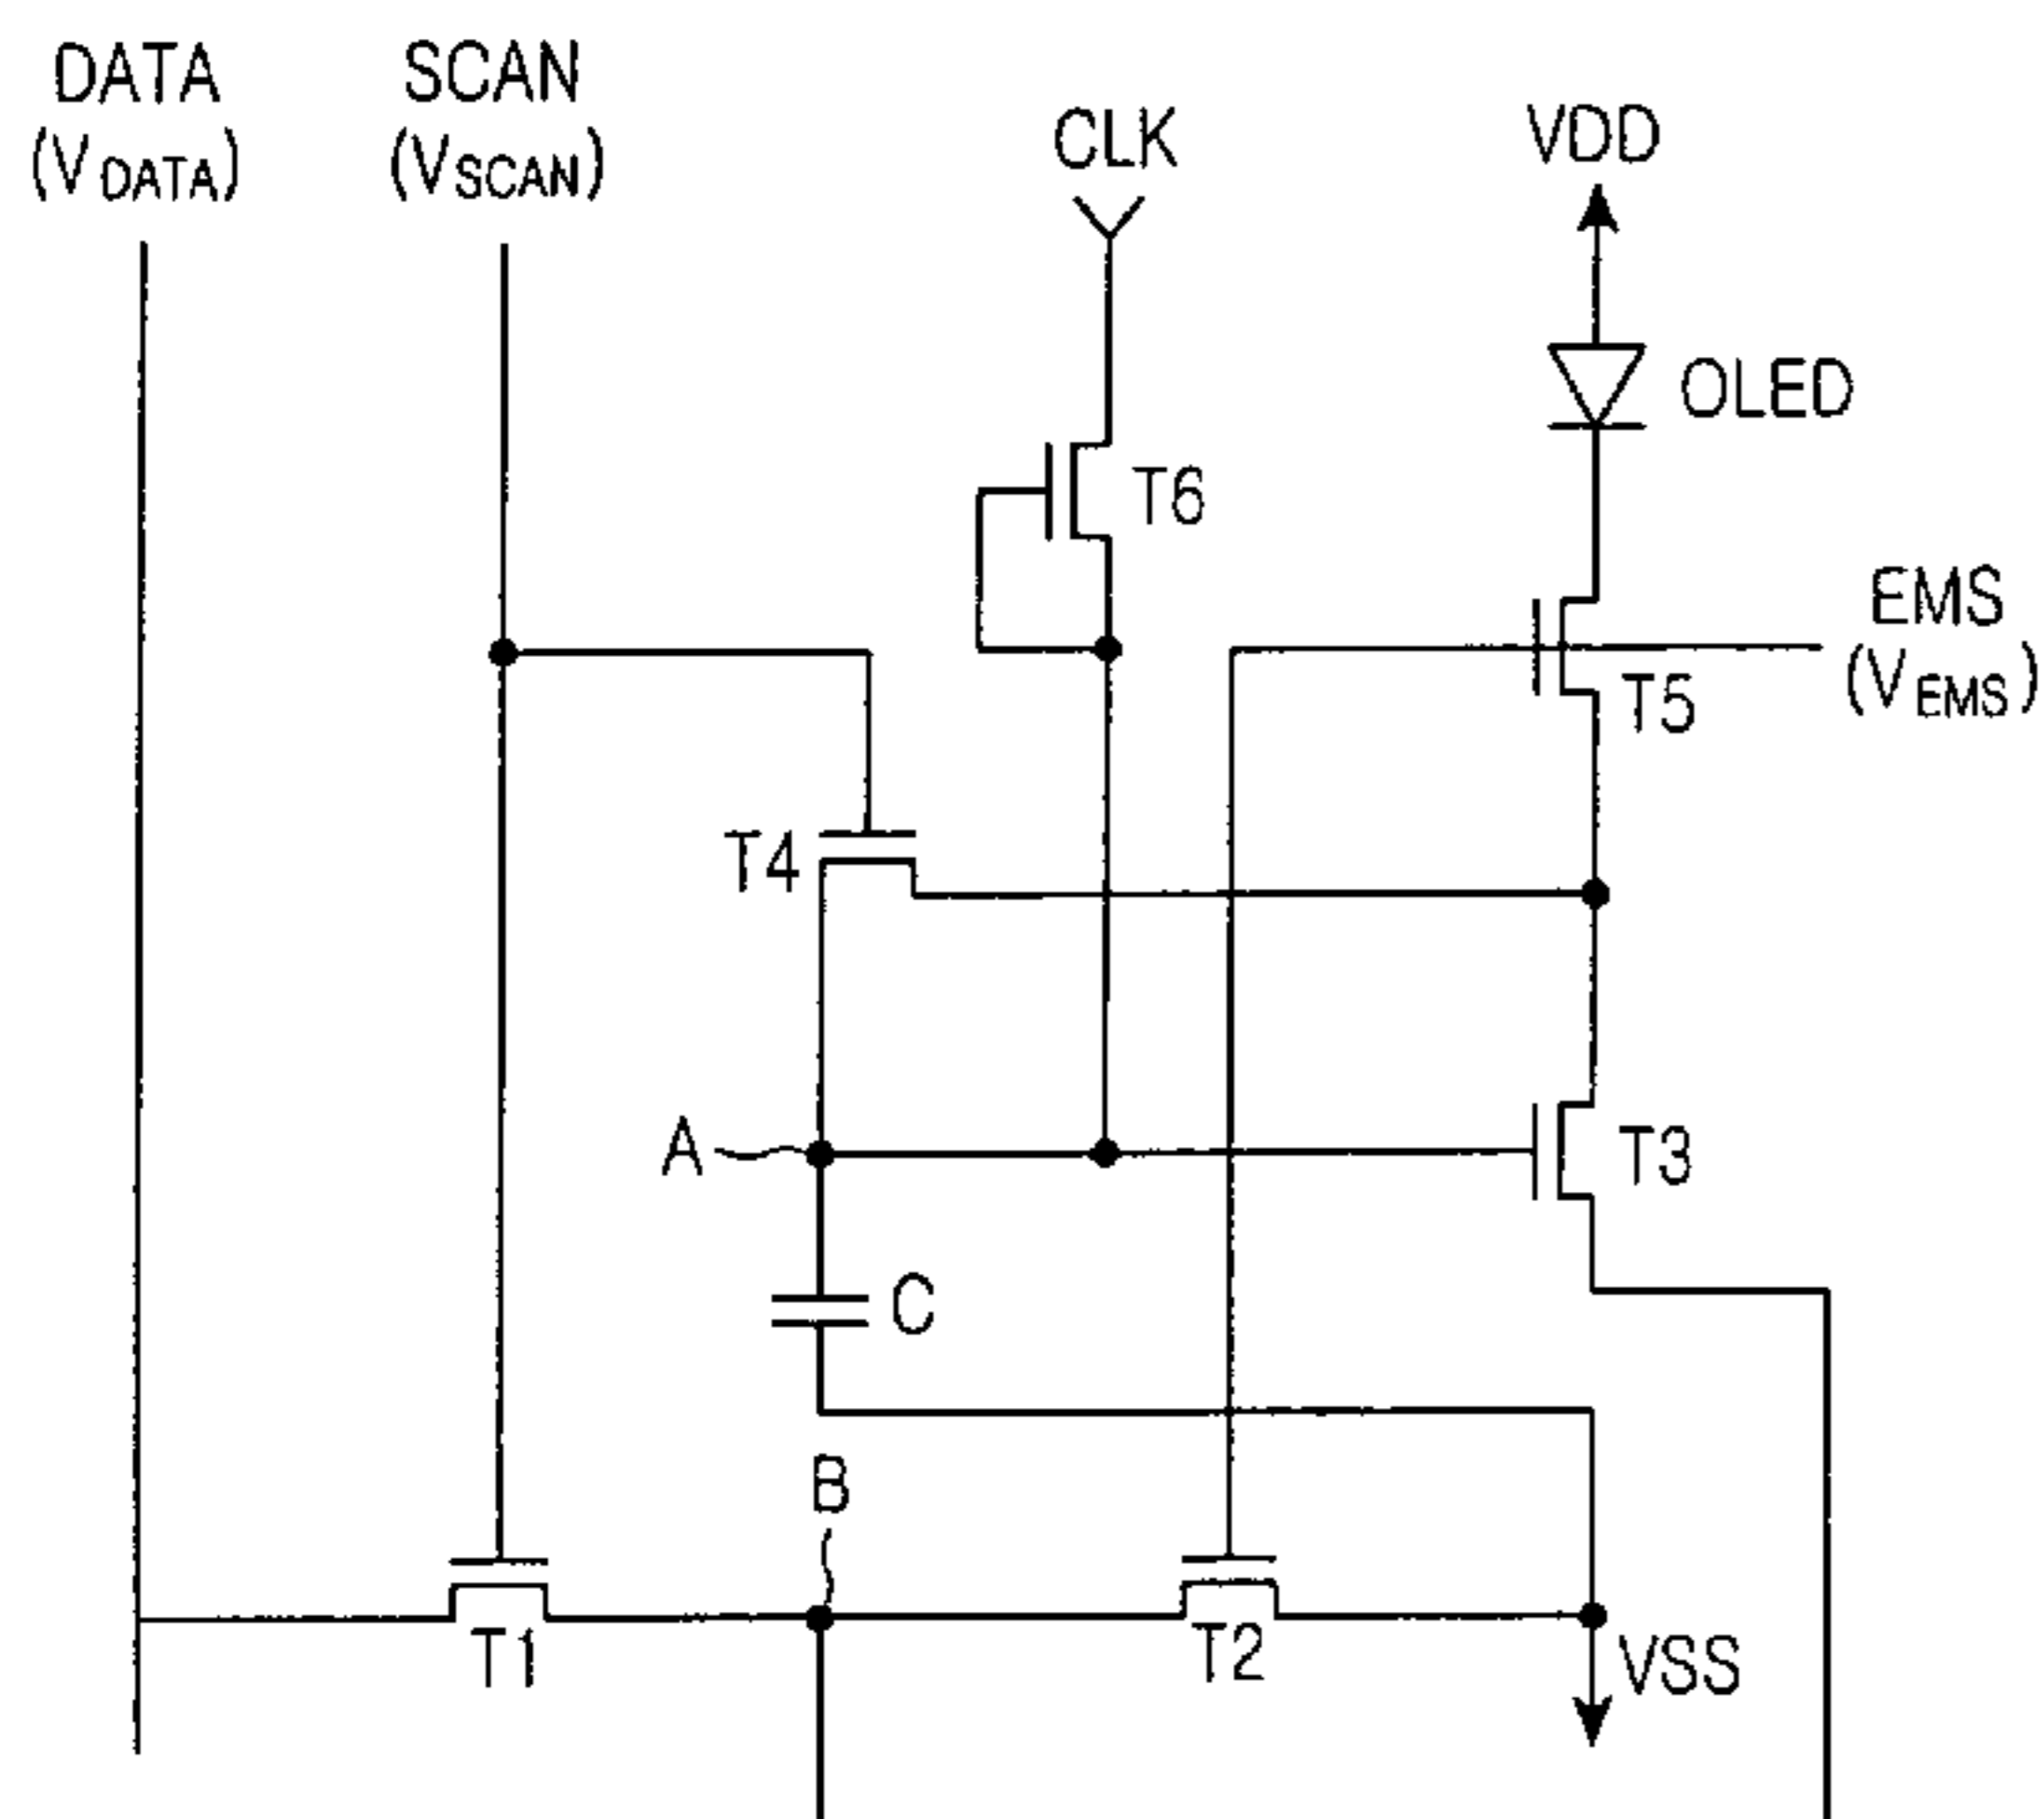 DATA
(VDATA)
SCAN
(VSCAN)
CLK
VDD
OLED
T6
EMS
(VEMS)
T5
T4
A
T3
C
B
T1
T2
VSS